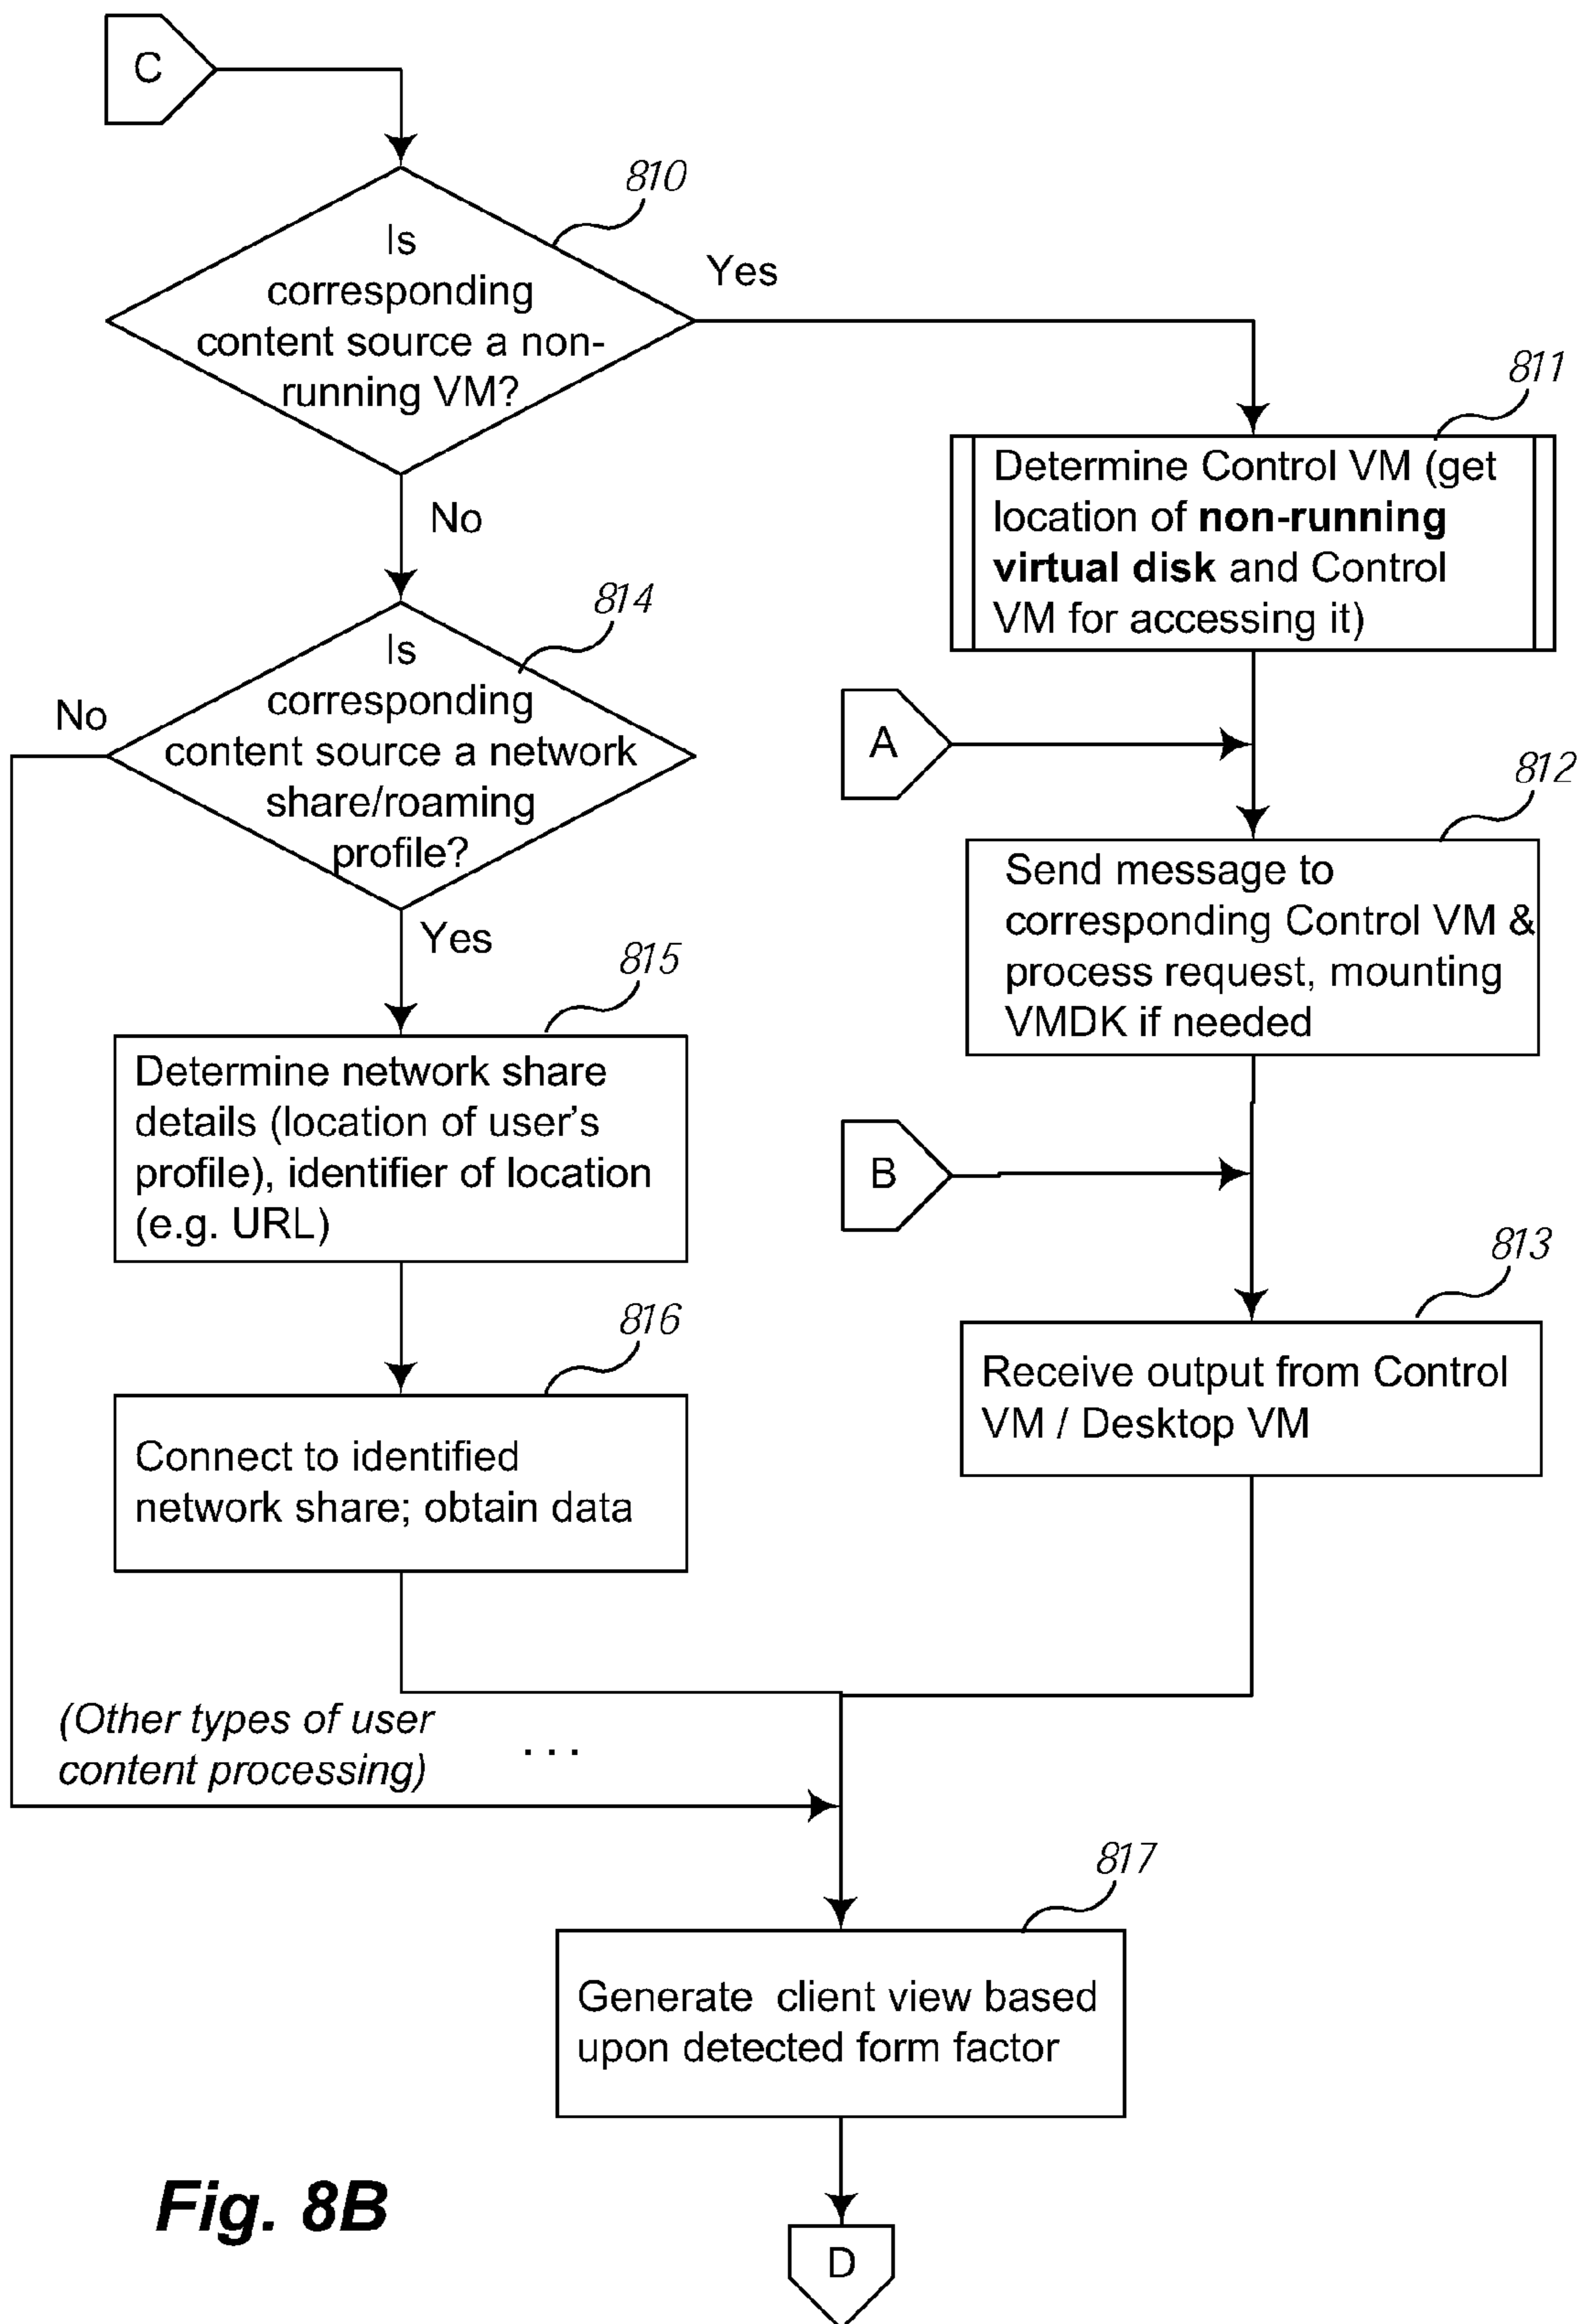 C
810
Is
corresponding
content source a non-
running VM?
Yes
No
811
Determine Control VM (get
location of non-running
virtual disk and Control
VM for accessing it)
814
Is
corresponding
content source a network
share/roaming
profile?
No
Yes
A
812
Send message to
corresponding Control VM &
process request, mounting
VMDK if needed
815
Determine network share
details (location of user's
profile), identifier of location
(e.g. URL)
B
813
Receive output from Control
VM / Desktop VM
816
Connect to identified
network share; obtain data
(Other types of user
content processing)
. . .
817
Generate client view based
upon detected form factor
Fig. 8B
D